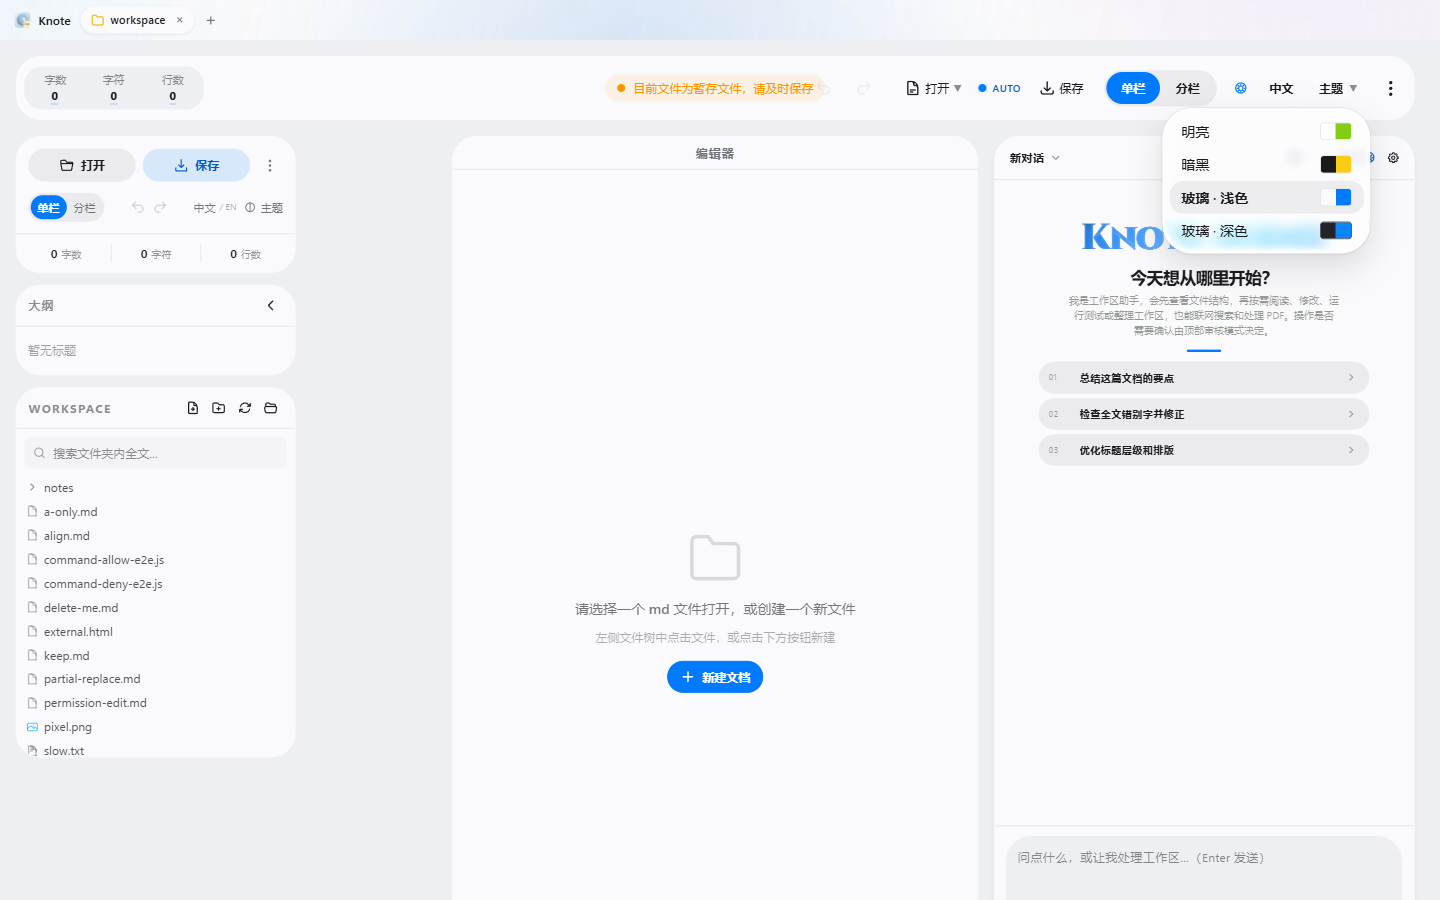 Knote
workspace
字数
0
字符
0
行数
0
目前文件为暂存文件，请及时保存
打开
AUTO
保存
单栏
分栏
中文
主题
明亮
暗黑
玻璃 · 浅色
玻璃 · 深色
打开
保存
单栏
分栏
中文 / EN
主题
0 字数
0 字符
0 行数
大纲
暂无标题
WORKSPACE
搜索文件夹内全文...
notes
a-only.md
align.md
command-allow-e2e.js
command-deny-e2e.js
delete-me.md
external.html
keep.md
partial-replace.md
permission-edit.md
pixel.png
slow.txt
编辑器
请选择一个 md 文件打开，或创建一个新文件
左侧文件树中点击文件，或点击下方按钮新建
新建文档
新对话
今天想从哪里开始？
我是工作区助手，会先查看文件结构，再按需阅读、修改、运
行测试或整理工作区，也能联网搜索和处理 PDF。操作是否
需要确认由顶部审核模式决定。
01 总结这篇文档的要点
02 检查全文错别字并修正
03 优化标题层级和排版
问点什么，或让我处理工作区...（Enter 发送）